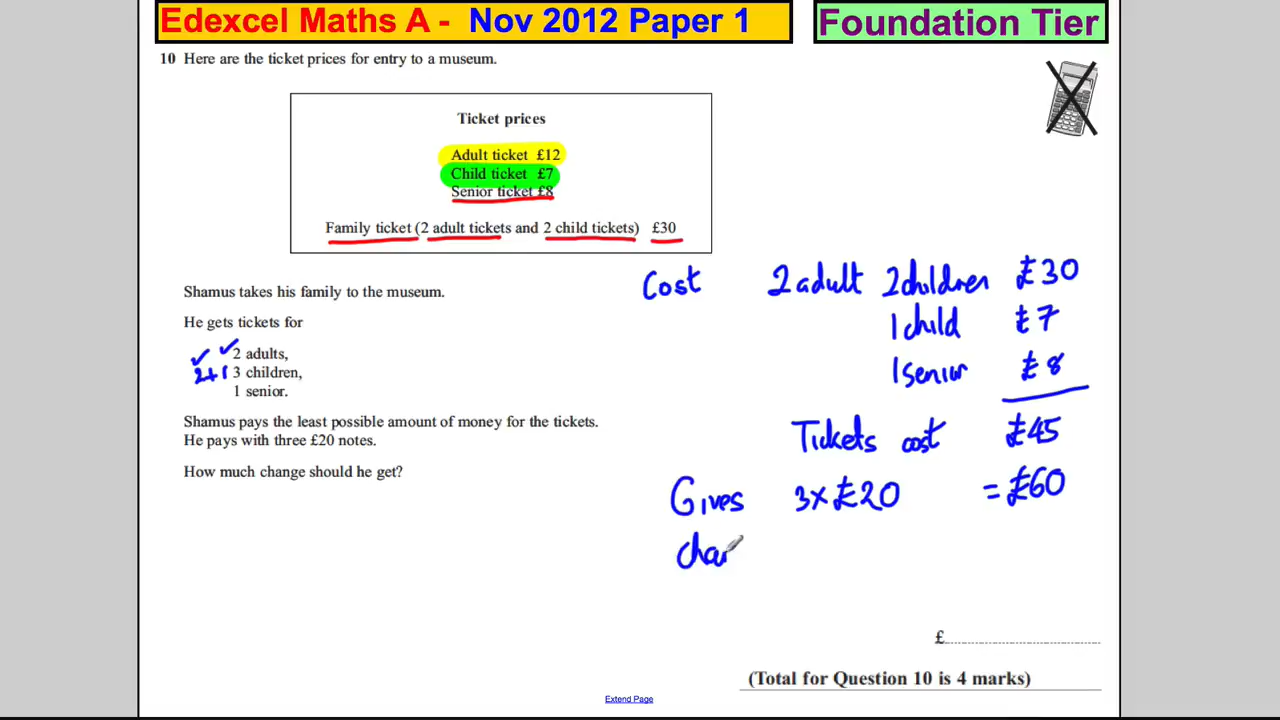 Edexcel Maths A - Nov 2012 Paper 1
Foundation Tier
10 Here are the ticket prices for entry to a museum.
Ticket prices
Adult ticket £12
Child ticket £7
Senior ticket £8
Family ticket (2 adult tickets and 2 child tickets) £30
Shamus takes his family to the museum.
He gets tickets for
2 adults,
2+1 3 children,
1 senior.
Shamus pays the least possible amount of money for the tickets.
He pays with three £20 notes.
How much change should he get?
Cost 2 adult 2 children £30
1 child £7
1 senior £8
Tickets cost £45
Gives 3 x £20 = £60
chan
£
(Total for Question 10 is 4 marks)
Extend Page